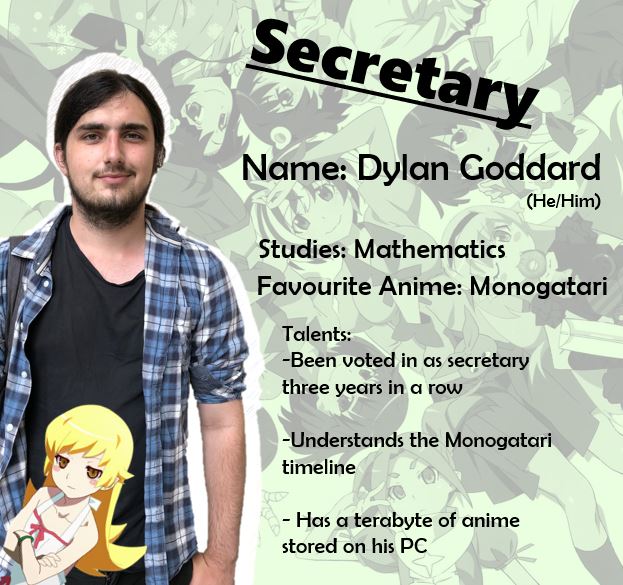 Secretary
Name: Dylan Goddard
(He/Him)
Studies: Mathematics
Favourite Anime: Monogatari
Talents:
-Been voted in as secretary
three years in a row
-Understands the Monogatari
timeline
- Has a terabyte of anime
stored on his PC